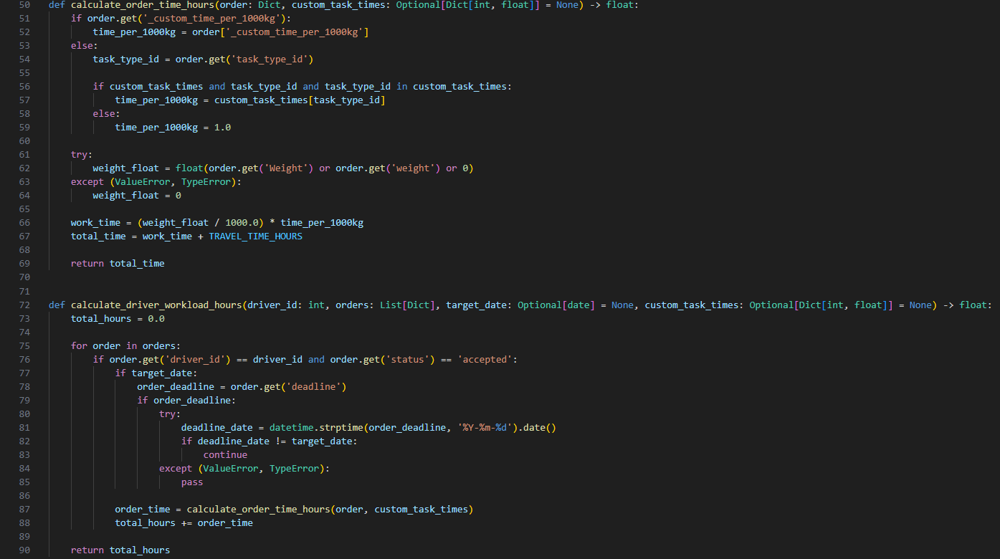 50 def calculate_order_time_hours(order: Dict, custom_task_times: Optional[Dict[int, float]] = None) -> float:
51     if order.get('_custom_time_per_1000kg'):
52         time_per_1000kg = order['_custom_time_per_1000kg']
53     else:
54         task_type_id = order.get('task_type_id')
55
56         if custom_task_times and task_type_id and task_type_id in custom_task_times:
57             time_per_1000kg = custom_task_times[task_type_id]
58         else:
59             time_per_1000kg = 1.0
60
61     try:
62         weight_float = float(order.get('Weight') or order.get('weight') or 0)
63     except (ValueError, TypeError):
64         weight_float = 0
65
66     work_time = (weight_float / 1000.0) * time_per_1000kg
67     total_time = work_time + TRAVEL_TIME_HOURS
68
69     return total_time
70
71
72 def calculate_driver_workload_hours(driver_id: int, orders: List[Dict], target_date: Optional[date] = None, custom_task_times: Optional[Dict[int, float]] = None) -> float:
73     total_hours = 0.0
74
75     for order in orders:
76         if order.get('driver_id') == driver_id and order.get('status') == 'accepted':
77             if target_date:
78                 order_deadline = order.get('deadline')
79                 if order_deadline:
80                     try:
81                         deadline_date = datetime.strptime(order_deadline, '%Y-%m-%d').date()
82                         if deadline_date != target_date:
83                             continue
84                     except (ValueError, TypeError):
85                         pass
86
87             order_time = calculate_order_time_hours(order, custom_task_times)
88             total_hours += order_time
89
90     return total_hours